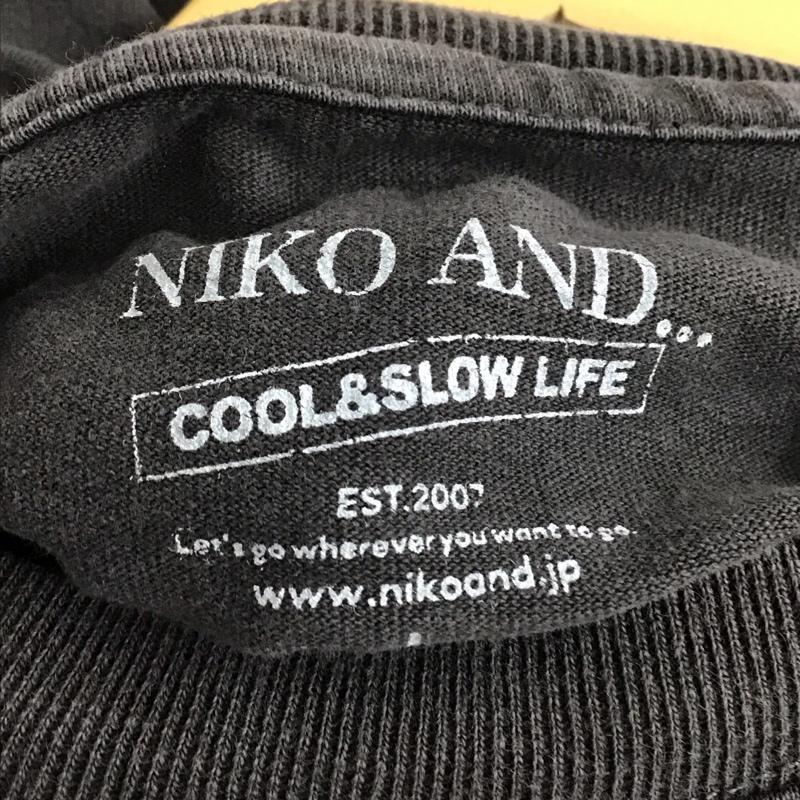 NIKO AND...
COOL&SLOW LIFE
EST.2007
Let's go wherever you want to go.
www.nikoand.jp